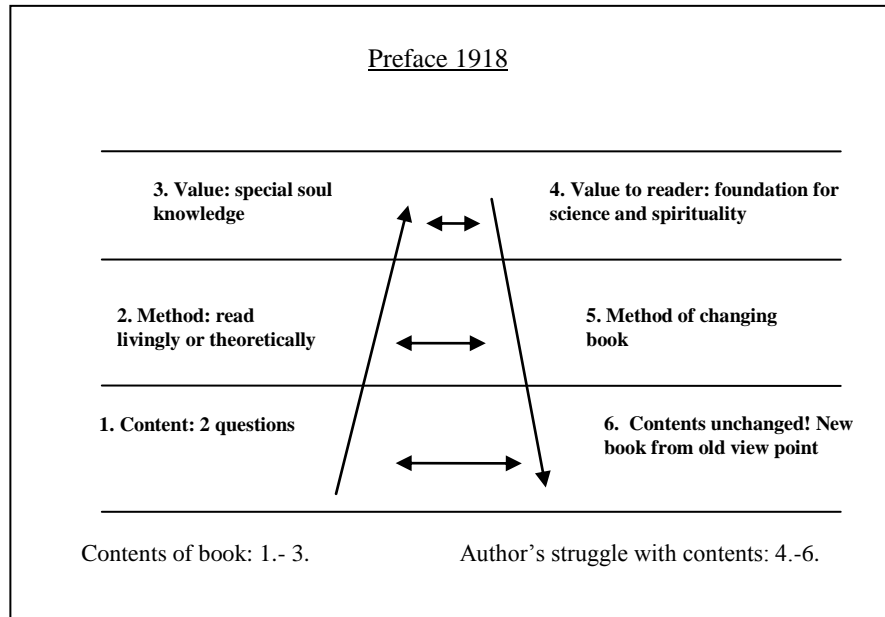 Preface 1918
3. Value: special soul
knowledge
4. Value to reader: foundation for
science and spirituality
2. Method: read
livingly or theoretically
5. Method of changing
book
1. Content: 2 questions
6. Contents unchanged! New
book from old view point
Contents of book: 1.- 3.
Author’s struggle with contents: 4.-6.